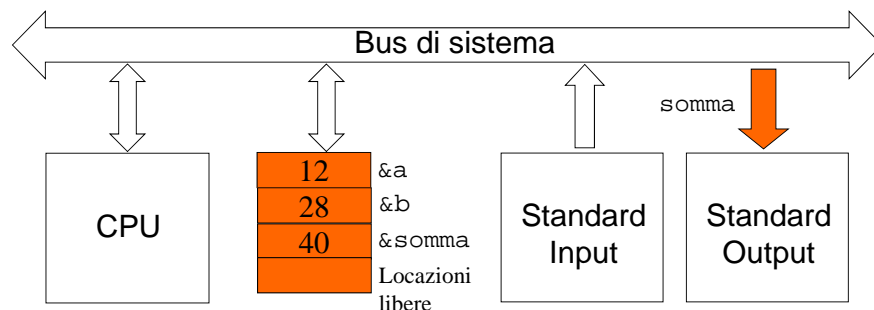 Bus di sistema
somma
CPU
12
&a
28
&b
40
&somma
Locazioni
libere
Standard
Input
Standard
Output